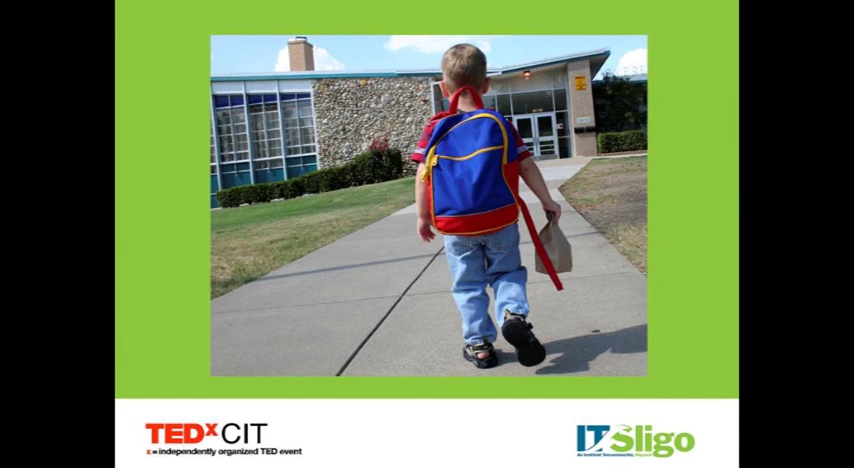 TEDxCIT
x = independently organized TED event
ITSligo